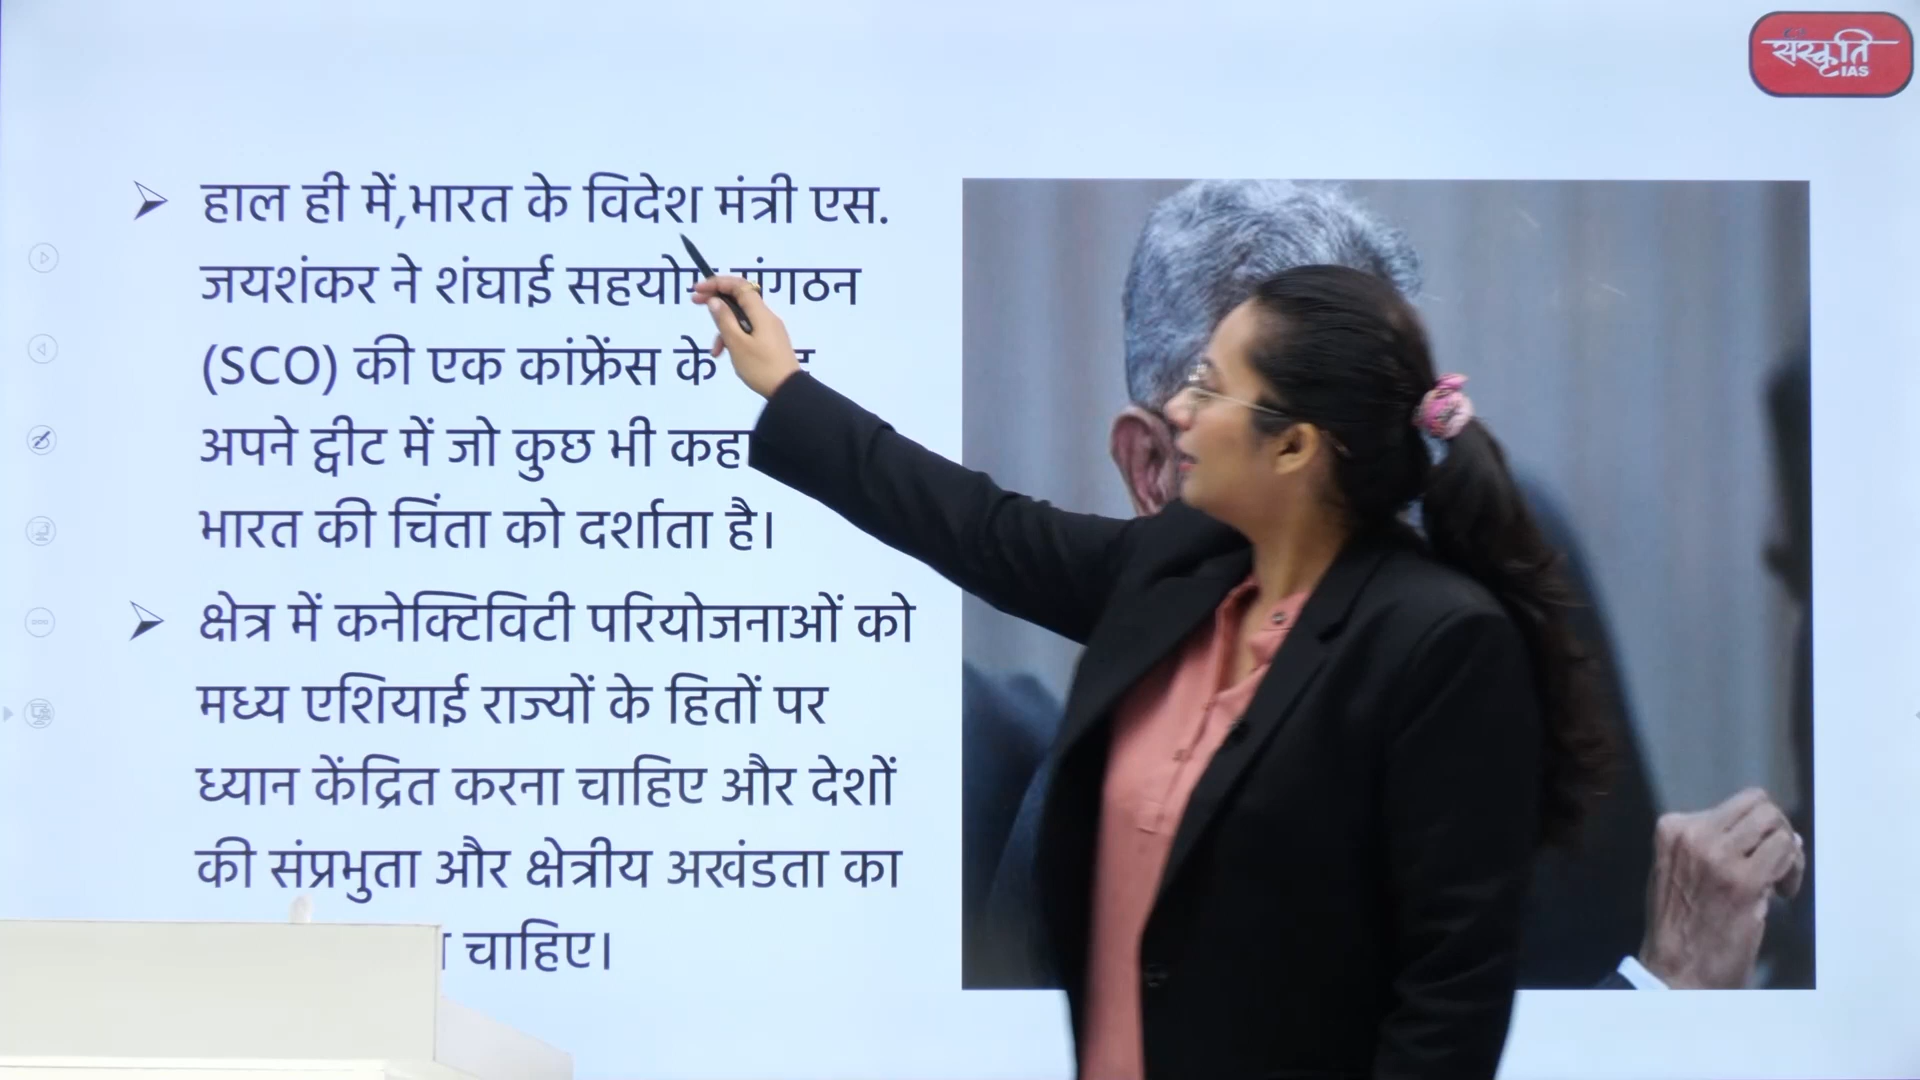 संस्कृति
IAS
हाल ही में,भारत के विदेश मंत्री एस.
जयशंकर ने शंघाई सहयोग संगठन
(SCO) की एक कांफ्रेंस के
अपने ट्वीट में जो कुछ भी कहा
भारत की चिंता को दर्शाता है।
क्षेत्र में कनेक्टिविटी परियोजनाओं को
मध्य एशियाई राज्यों के हितों पर
ध्यान केंद्रित करना चाहिए और देशों
की संप्रभुता और क्षेत्रीय अखंडता का
चाहिए।